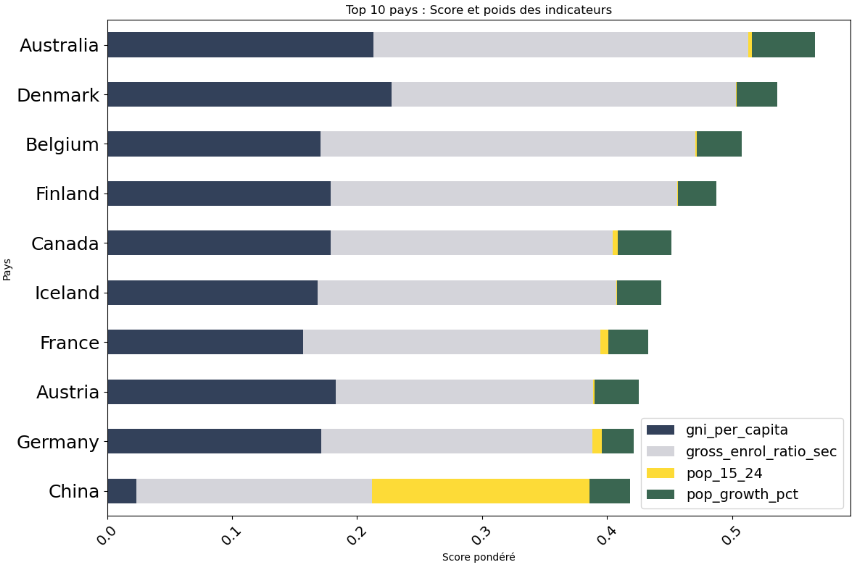 Top 10 pays : Score et poids des indicateurs
Australia
Denmark
Belgium
Finland
Canada
Iceland
France
Austria
Germany
China
Pays
gni_per_capita
gross_enrol_ratio_sec
pop_15_24
pop_growth_pct
0.0 0.1 0.2 0.3 0.4 0.5
Score pondéré